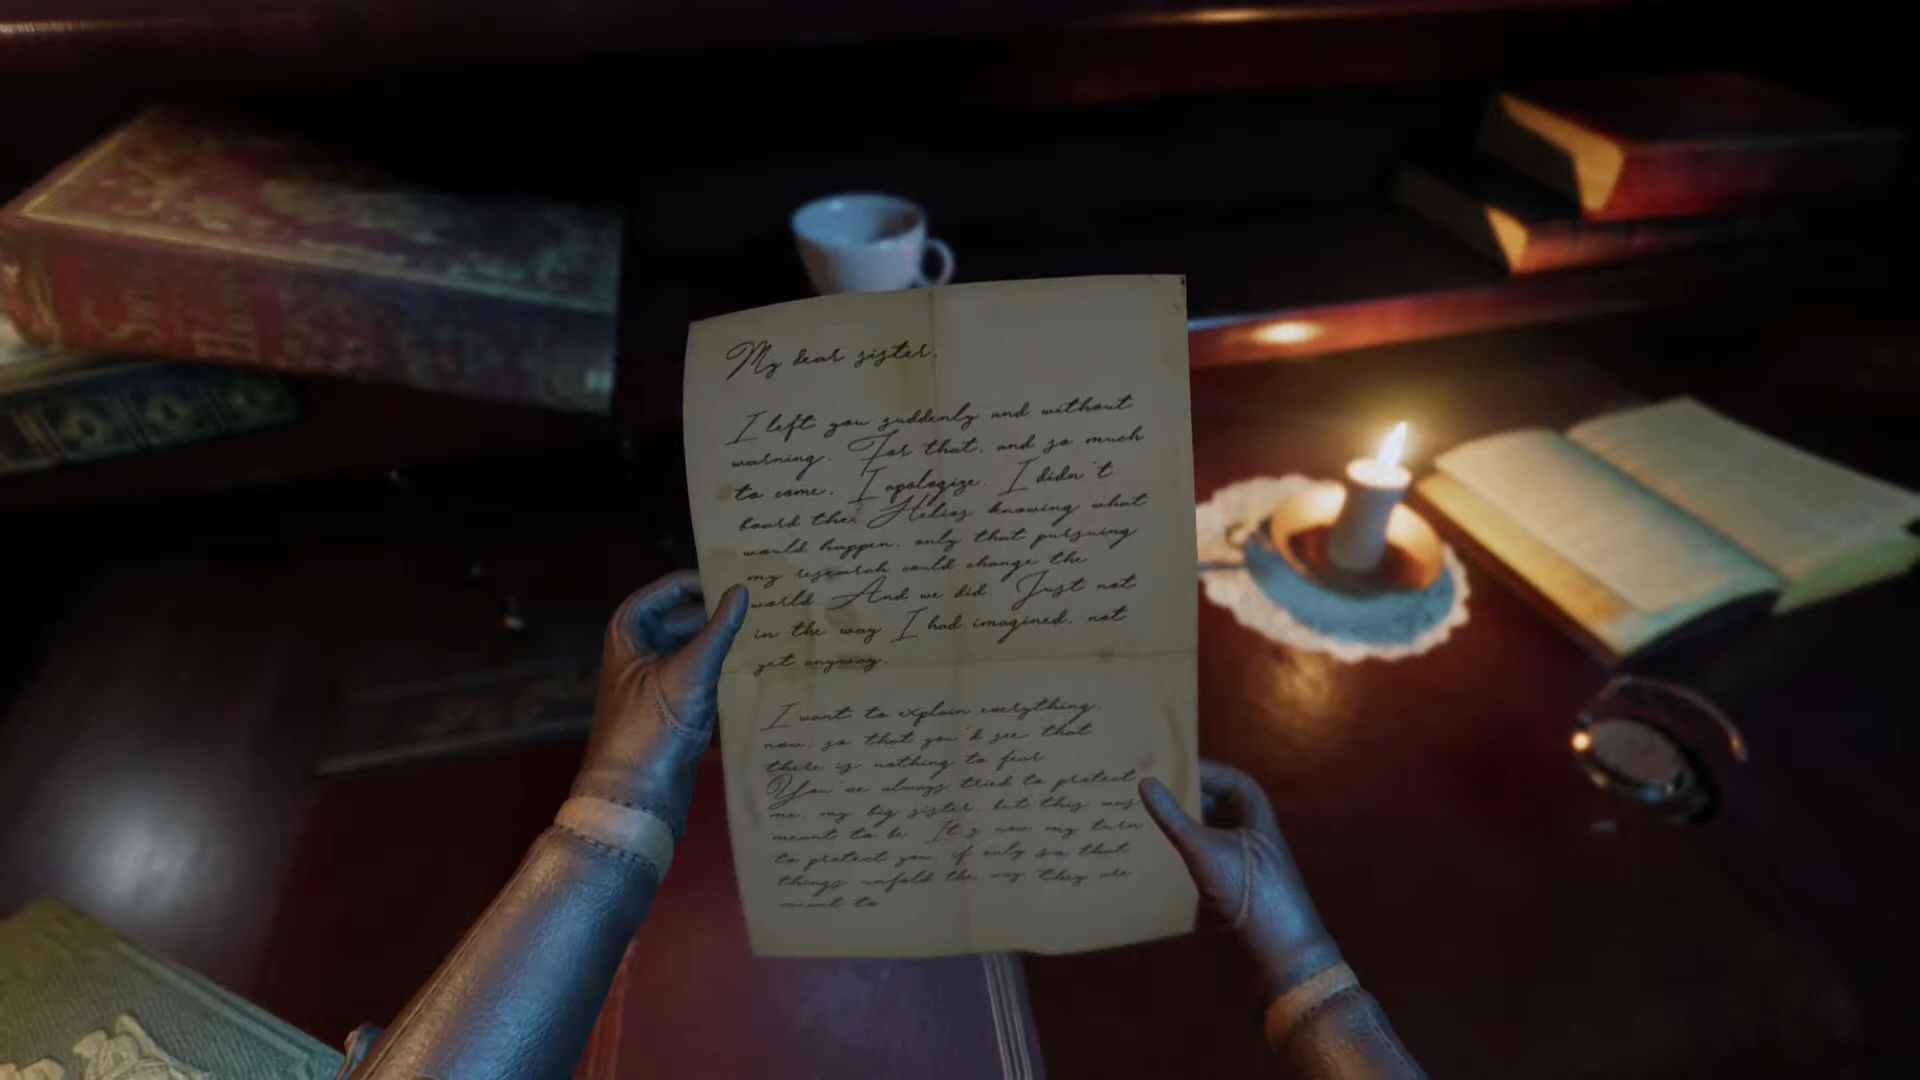 My dear sister,
I left you suddenly and without
warning. For that, and so much
to come, I apologize. I didn't
board the Helios knowing what
would happen, only that pursuing
my research could change the
world. And we did. Just not
in the way I had imagined, not
yet anyway.
I want to explain everything,
now, so that you'd see that
there is nothing to fear.
You've always tried to protect
me, my big sister, but this was
meant to be. It's now my turn
to protect you, if only so that
things unfold the way they are
meant to